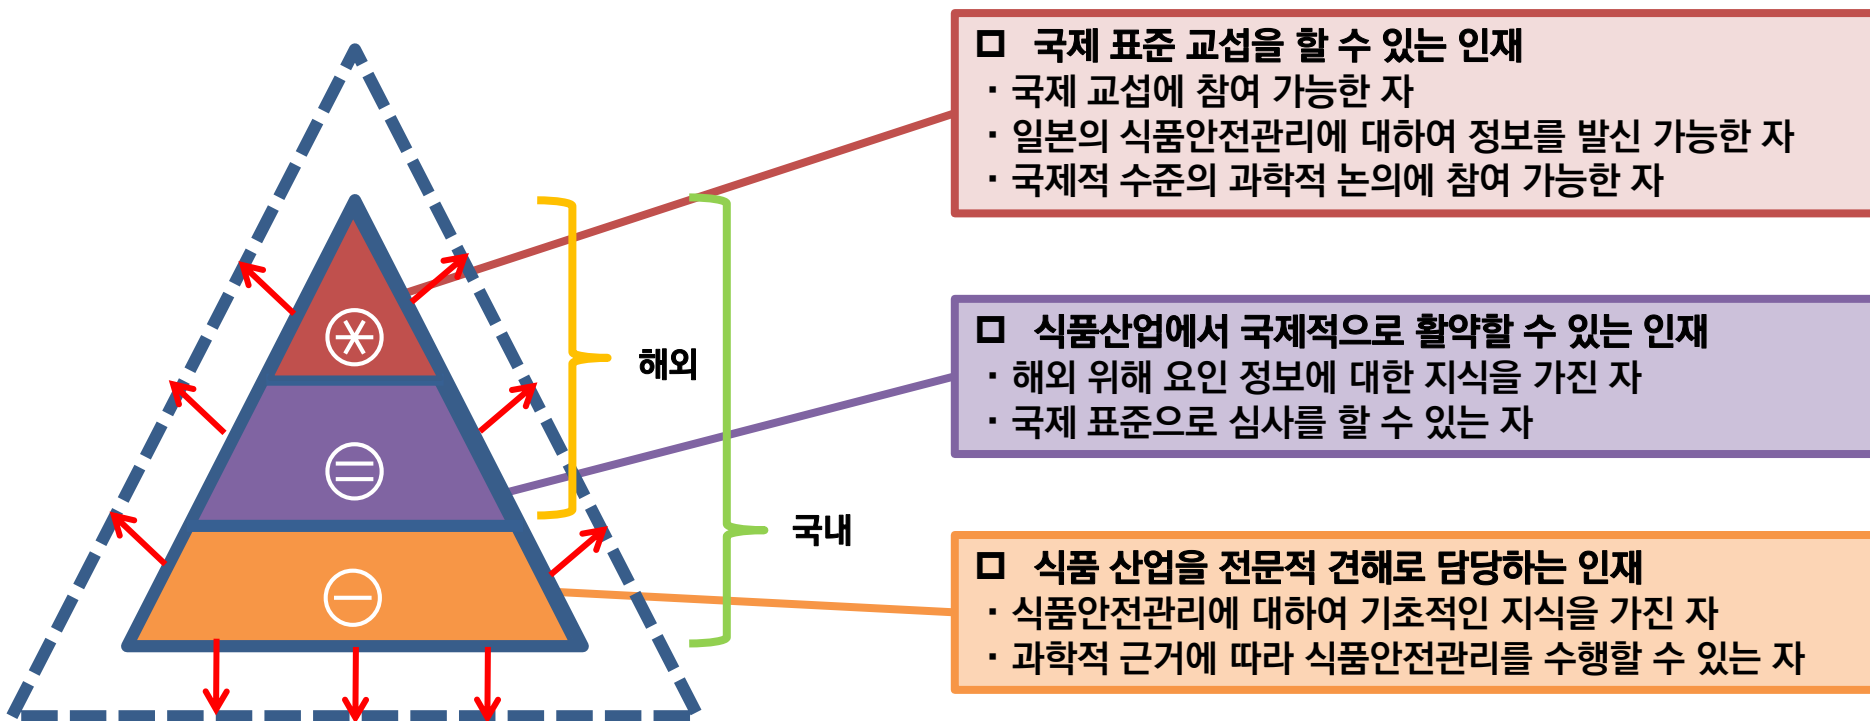 □ 국제 표준 교섭을 할 수 있는 인재
· 국제 교섭에 참여 가능한 자
· 일본의 식품안전관리에 대하여 정보를 발신 가능한 자
· 국제적 수준의 과학적 논의에 참여 가능한 자
□ 식품산업에서 국제적으로 활약할 수 있는 인재
· 해외 위해 요인 정보에 대한 지식을 가진 자
· 국제 표준으로 심사를 할 수 있는 자
□ 식품 산업을 전문적 견해로 담당하는 인재
· 식품안전관리에 대하여 기초적인 지식을 가진 자
· 과학적 근거에 따라 식품안전관리를 수행할 수 있는 자
해외
국내